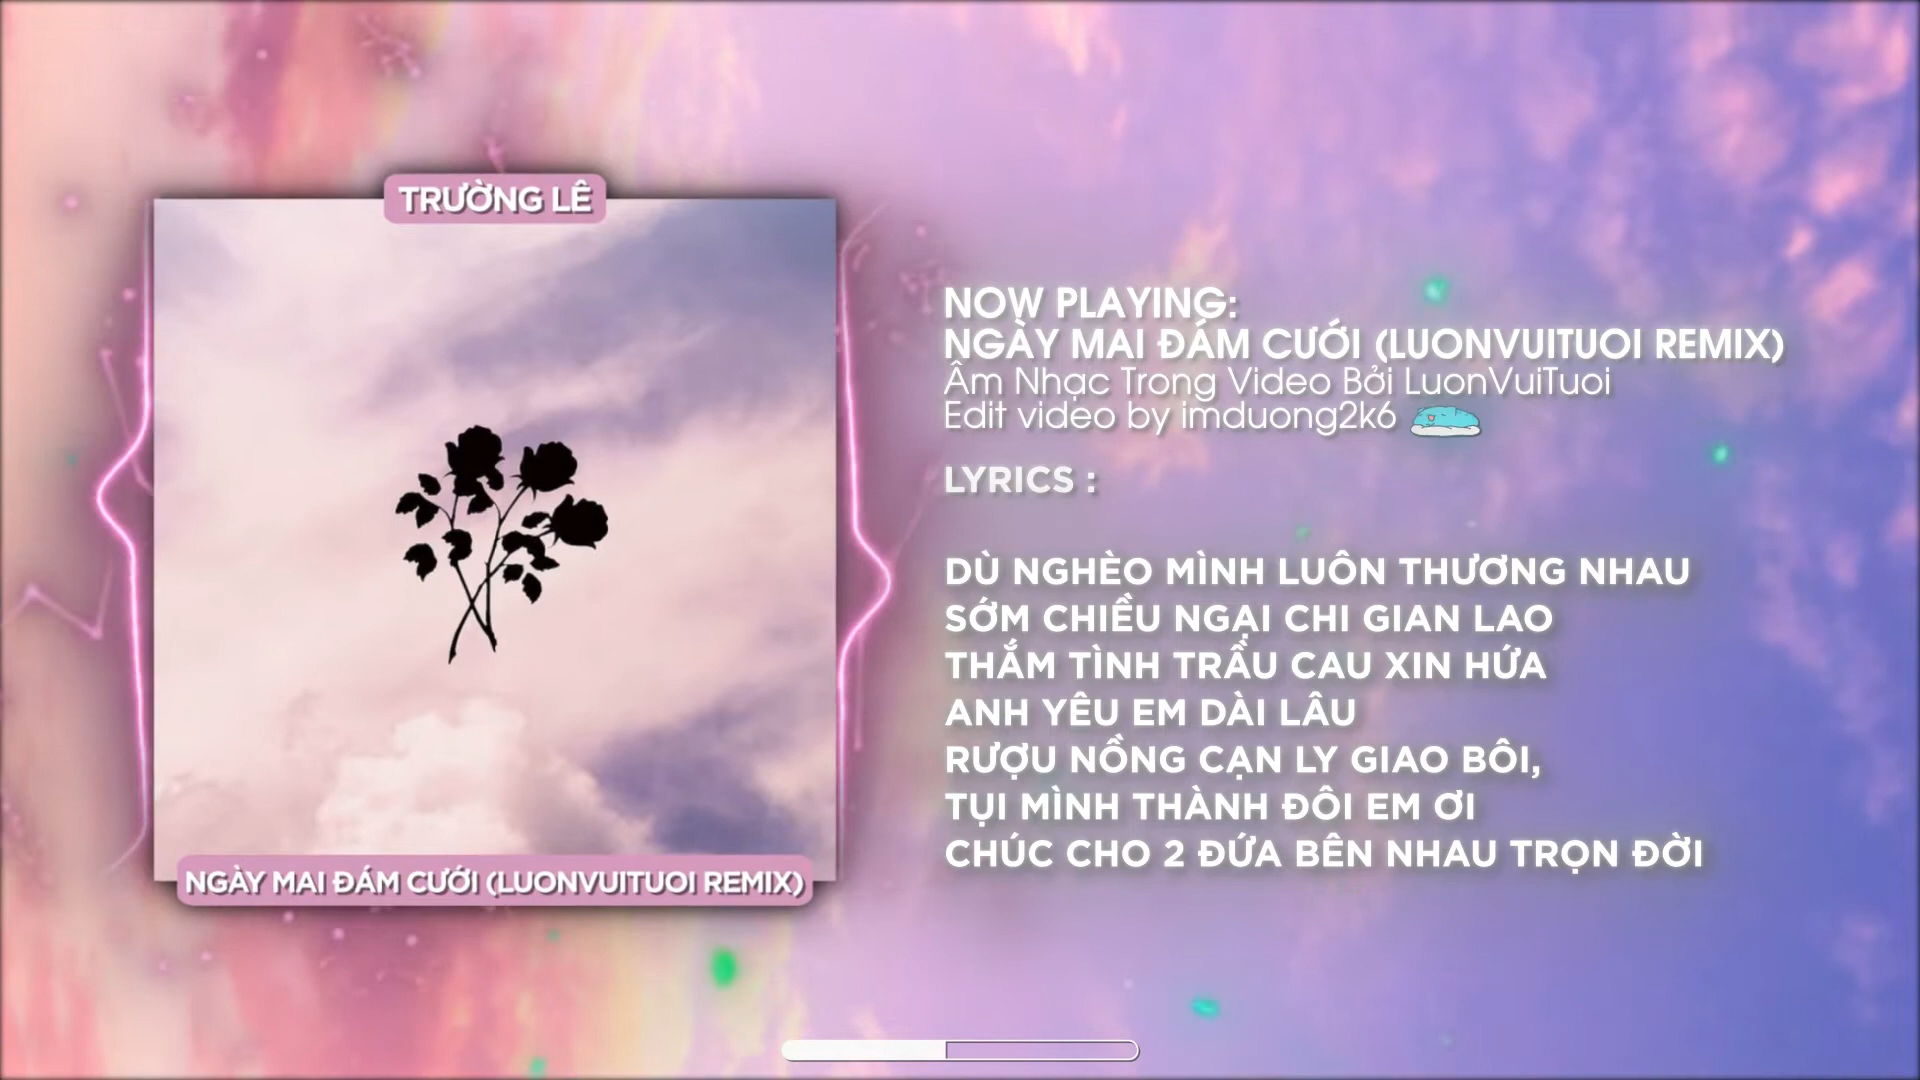 TRƯỜNG LÊ
NGÀY MAI ĐÁM CƯỚI (LUONVUITUOI REMIX)
NOW PLAYING:
NGÀY MAI ĐÁM CƯỚI (LUONVUITUOI REMIX)
Âm Nhạc Trong Video Bởi LuonVuiTuoi
Edit video by imduong2k6
LYRICS :
DÙ NGHÈO MÌNH LUÔN THƯƠNG NHAU
SỚM CHIỀU NGẠI CHI GIAN LAO
THẮM TÌNH TRẦU CAU XIN HỨA
ANH YÊU EM DÀI LÂU
RƯỢU NỒNG CẠN LY GIAO BÔI,
TỤI MÌNH THÀNH ĐÔI EM ƠI
CHÚC CHO 2 ĐỨA BÊN NHAU TRỌN ĐỜI